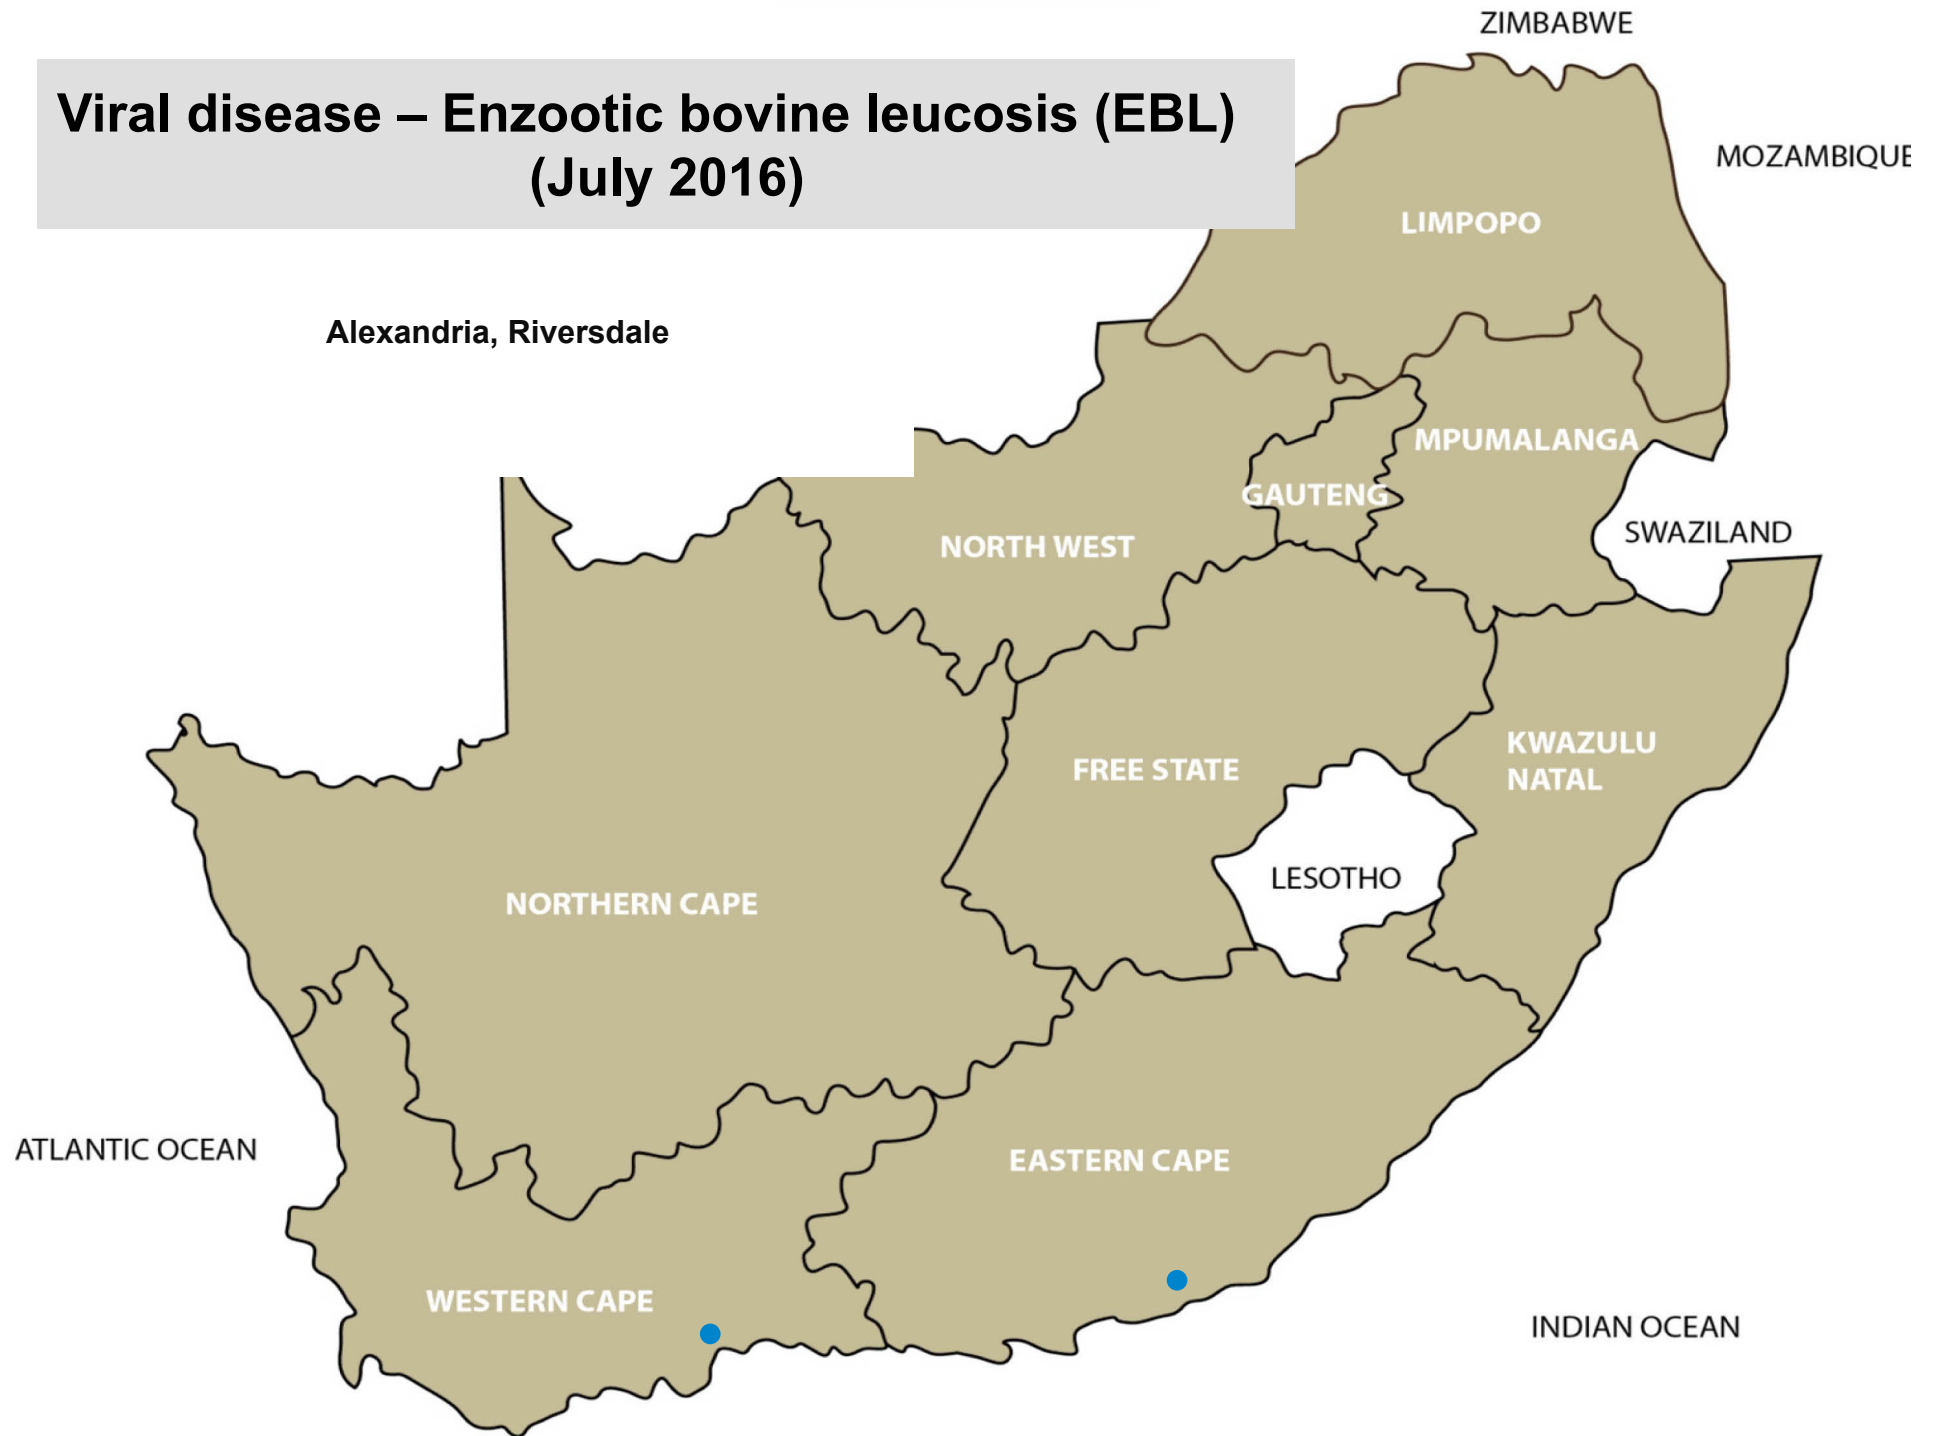 ZIMBABWE
Viral disease – Enzootic bovine leucosis (EBL)
(July 2016)
MOZAMBIQUE
LIMPOPO
Alexandria, Riversdale
MPUMALANGA
GAUTENG
SWAZILAND
NORTH WEST
KWAZULU
NATAL
FREE STATE
LESOTHO
NORTHERN CAPE
ATLANTIC OCEAN
EASTERN CAPE
WESTERN CAPE
INDIAN OCEAN